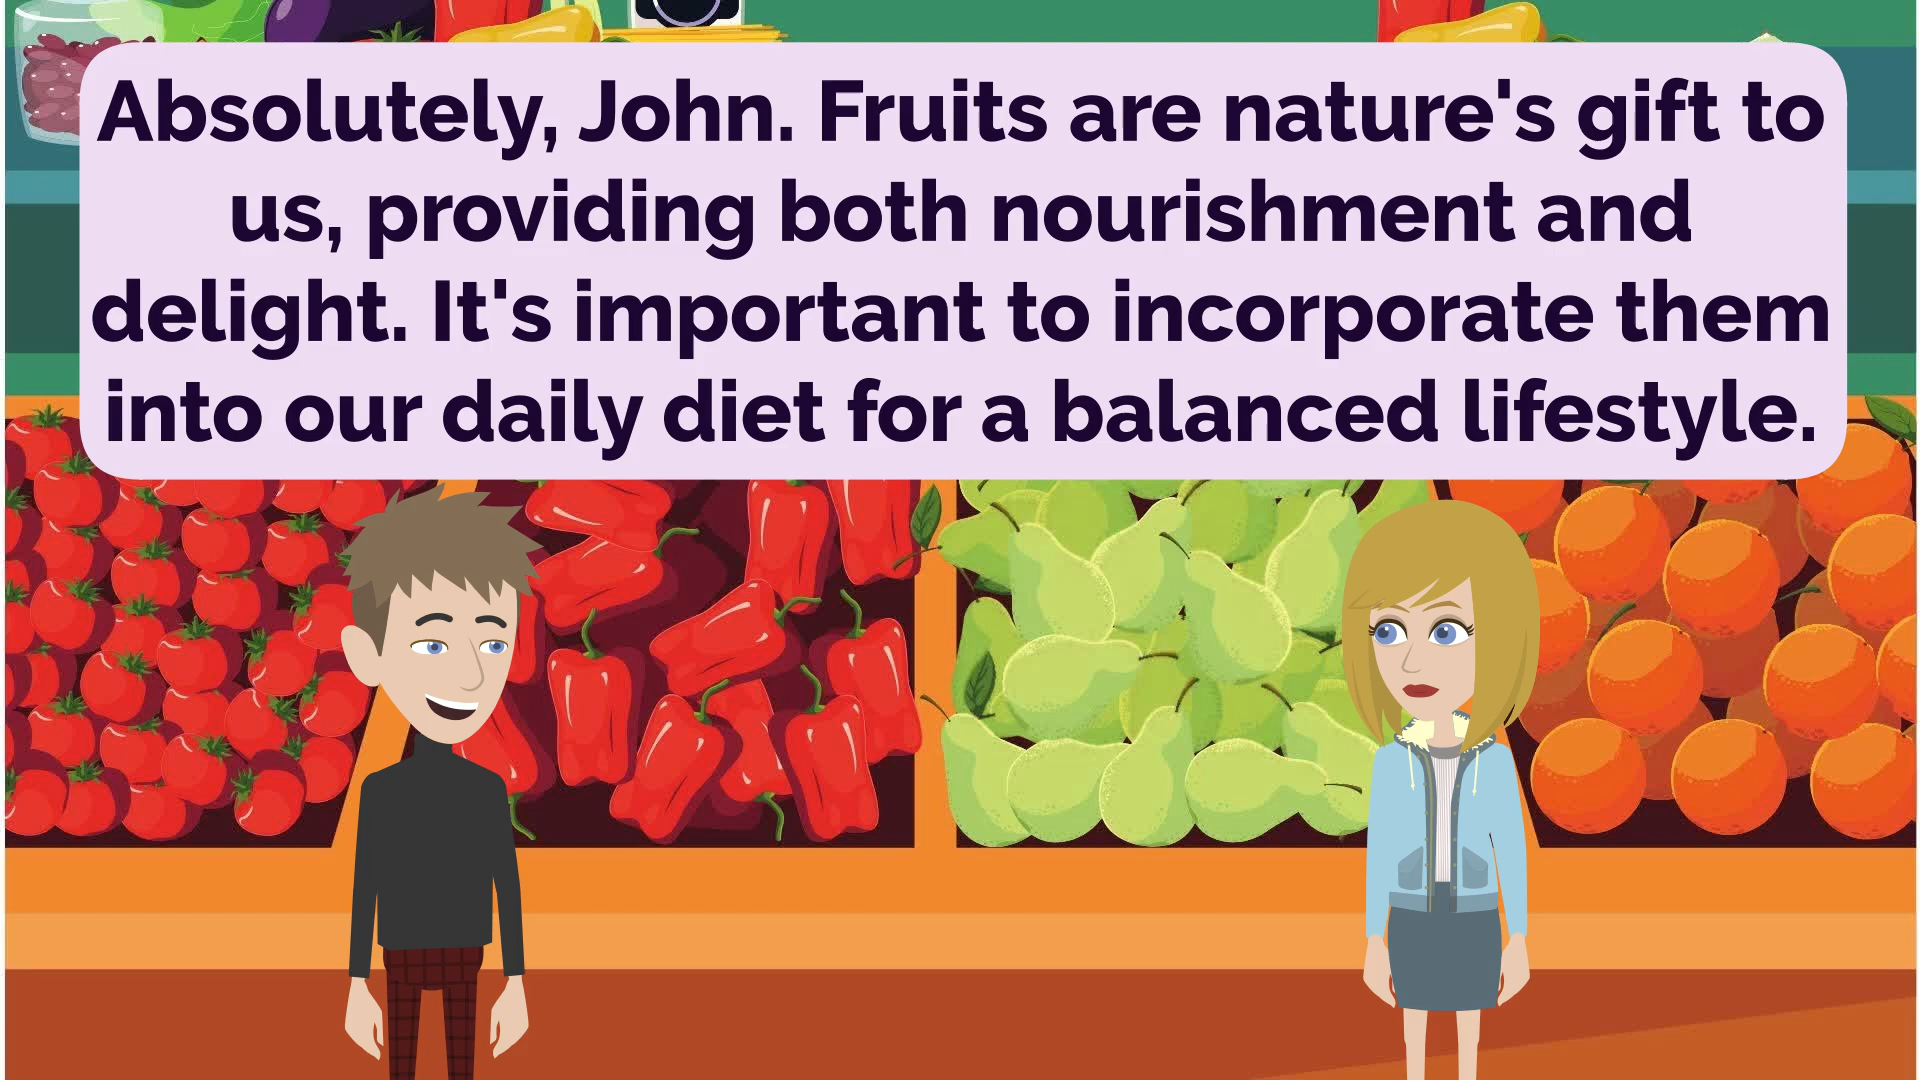 Absolutely, John. Fruits are nature's gift to
us, providing both nourishment and
delight. It's important to incorporate them
into our daily diet for a balanced lifestyle.